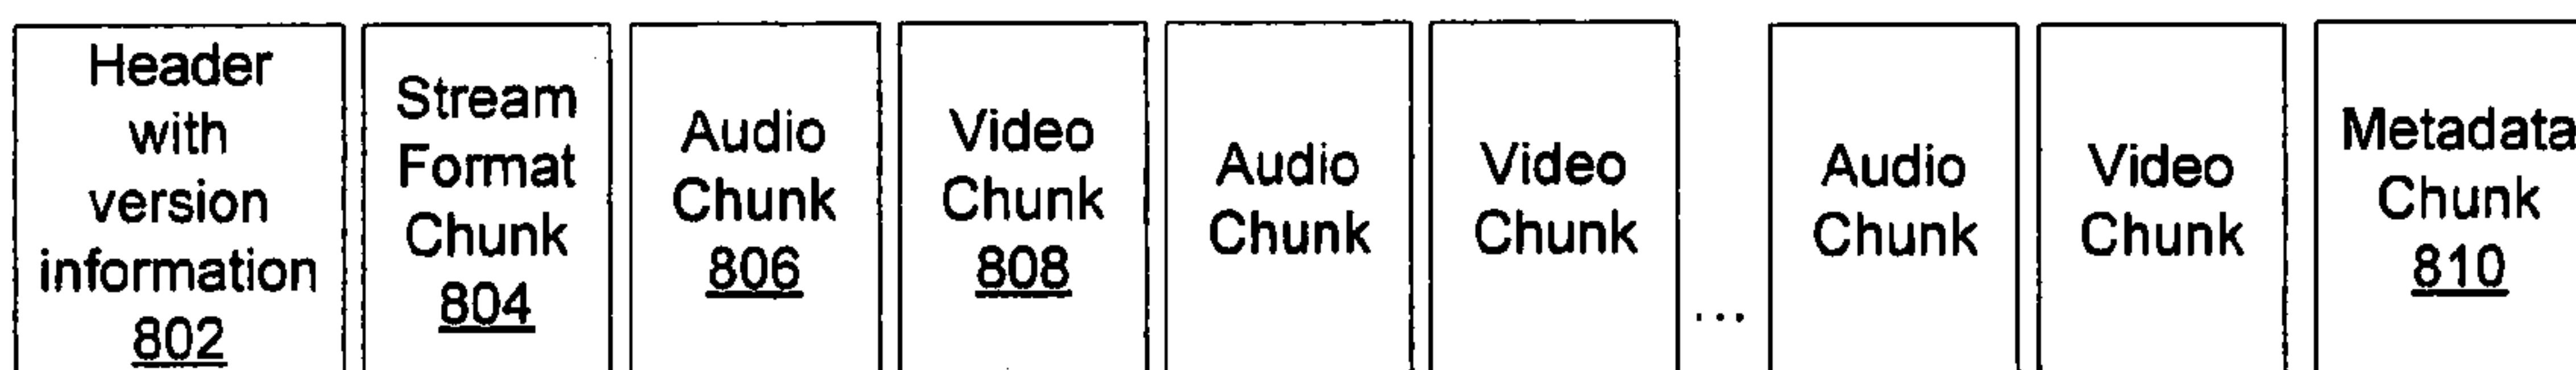 Header
with
version
information
802
Stream
Format
Chunk
804
Audio
Chunk
806
Video
Chunk
808
Audio
Chunk
Video
Chunk
...
Audio
Chunk
Video
Chunk
Metadata
Chunk
810